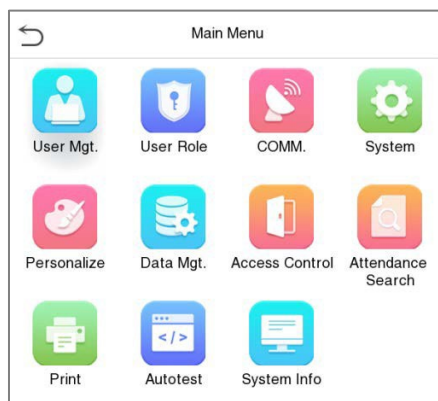 Main Menu
User Mgt.
User Role
COMM.
System
Personalize
Data Mgt.
Access Control
Attendance
Search
Print
Autotest
</>
System Info